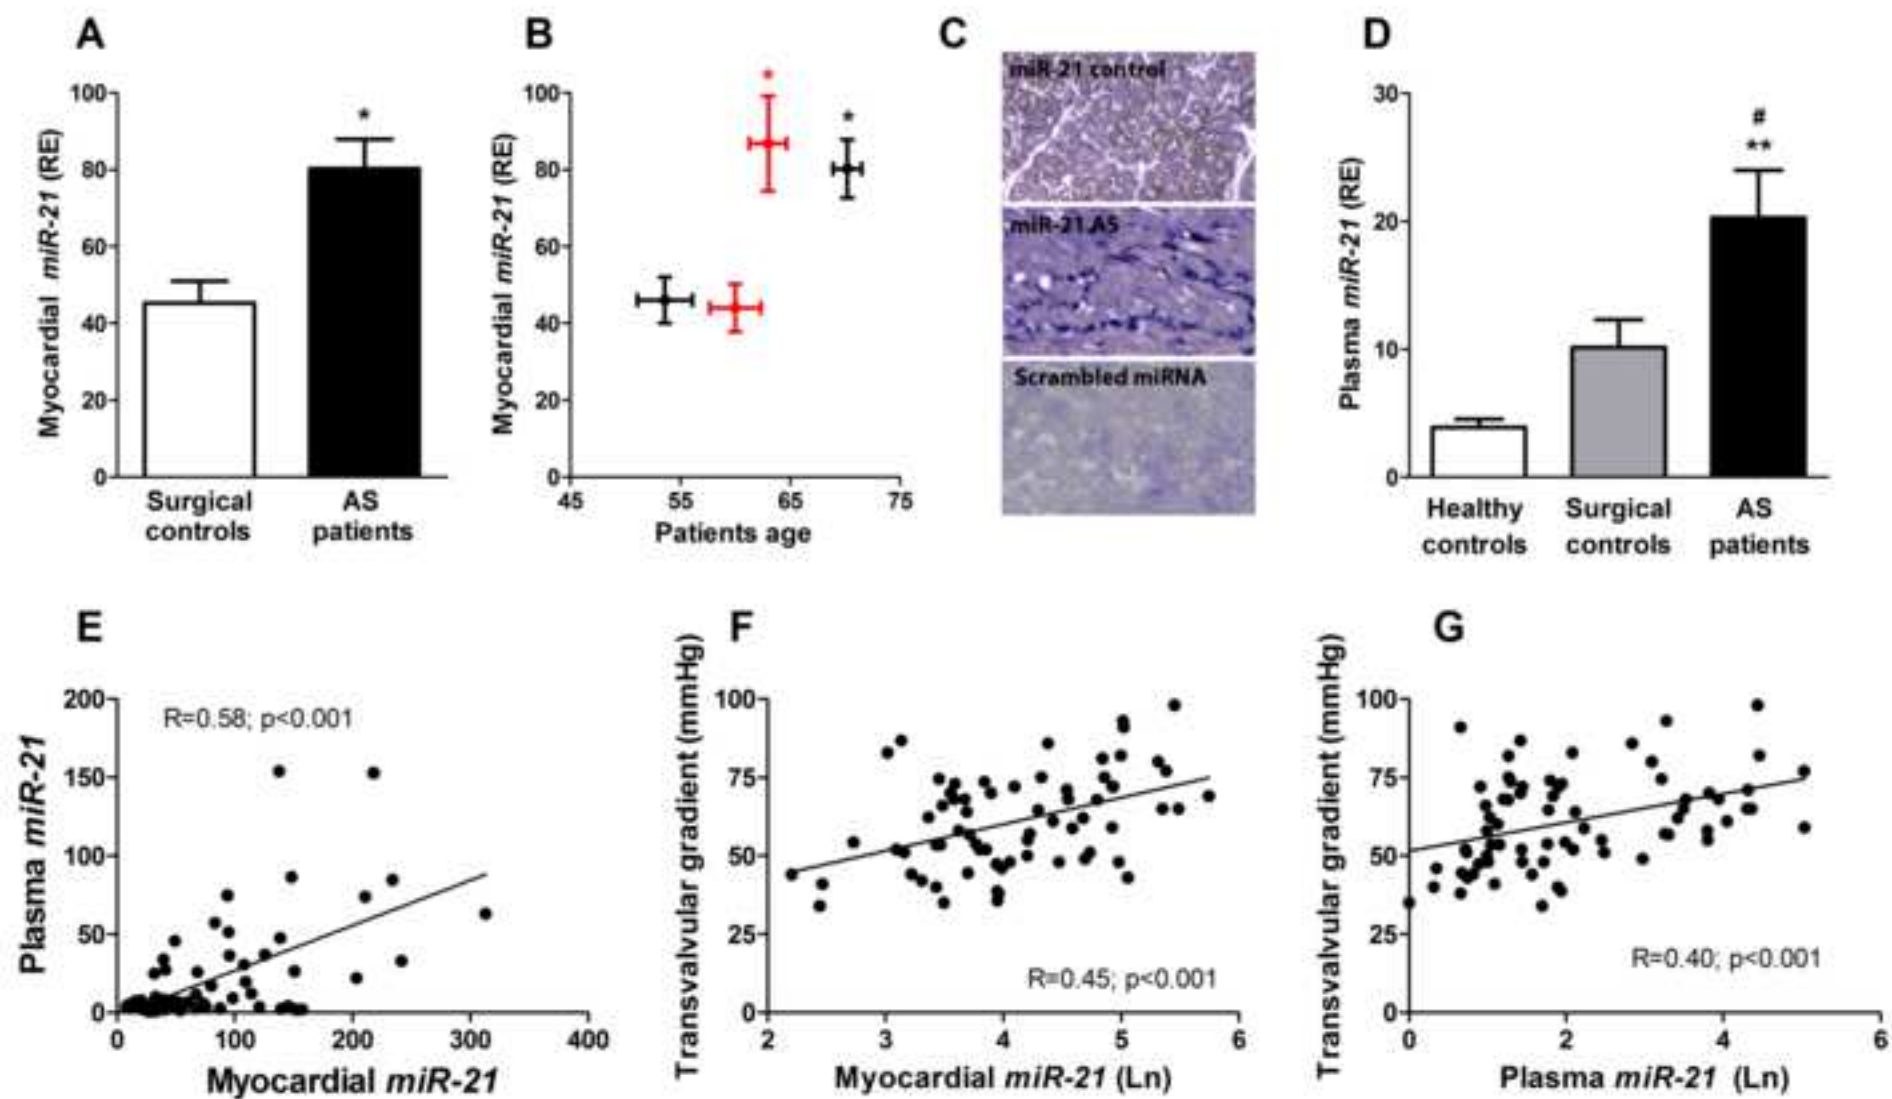 A
Myocardial miR-21 (RE)
100
80
60
40
20
0
*
Surgical
controls
AS
patients
B
Myocardial miR-21 (RE)
100
80
60
40
20
0
*
*
45
55
65
75
Patients age
C
miR-21 control
miR-21 AS
Scrambled miRNA
D
Plasma miR-21 (RE)
30
20
10
0
#
**
Healthy
controls
Surgical
controls
AS
patients
E
Plasma miR-21
200
150
100
50
0
R=0.58; p<0.001
0
100
200
300
400
Myocardial miR-21
F
Transvalvular gradient (mmHg)
100
75
50
25
0
R=0.45; p<0.001
2
3
4
5
6
Myocardial miR-21 (Ln)
G
Transvalvular gradient (mmHg)
100
75
50
25
0
R=0.40; p<0.001
0
2
4
6
Plasma miR-21 (Ln)